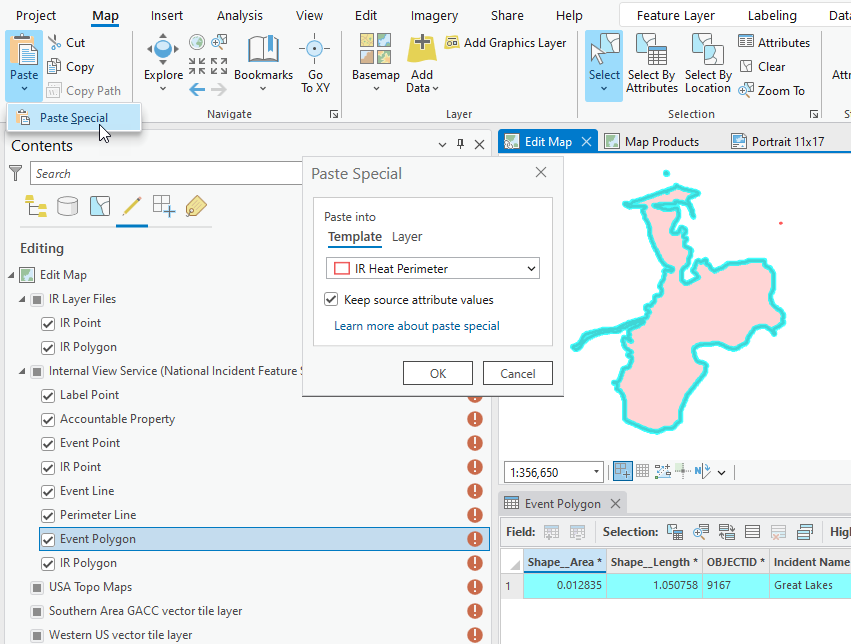 Project Map Insert Analysis View Edit Imagery Share Help Feature Layer Labeling Data
Paste
Cut
Copy
Copy Path
Explore
Bookmarks
Go
To XY
Navigate
Basemap
Add
Data
Add Graphics Layer
Layer
Select
Select By
Attributes
Select By
Location
Attributes
Clear
Zoom To
Selection
Attr
Paste Special
Contents
Search
Editing
Edit Map
IR Layer Files
IR Point
IR Polygon
Internal View Service (National Incident Feature S
Label Point
Accountable Property
Event Point
IR Point
Event Line
Perimeter Line
Event Polygon
IR Polygon
USA Topo Maps
Southern Area GACC vector tile layer
Western US vector tile layer
Paste Special
Paste into
Template Layer
IR Heat Perimeter
Keep source attribute values
Learn more about paste special
OK Cancel
Edit Map Map Products Portrait 11x17
1:356,650
N
Event Polygon
Field: Selection: High
Shape__Area * Shape__Length * OBJECTID * Incident Name
1 0.012835 1.050758 9167 Great Lakes